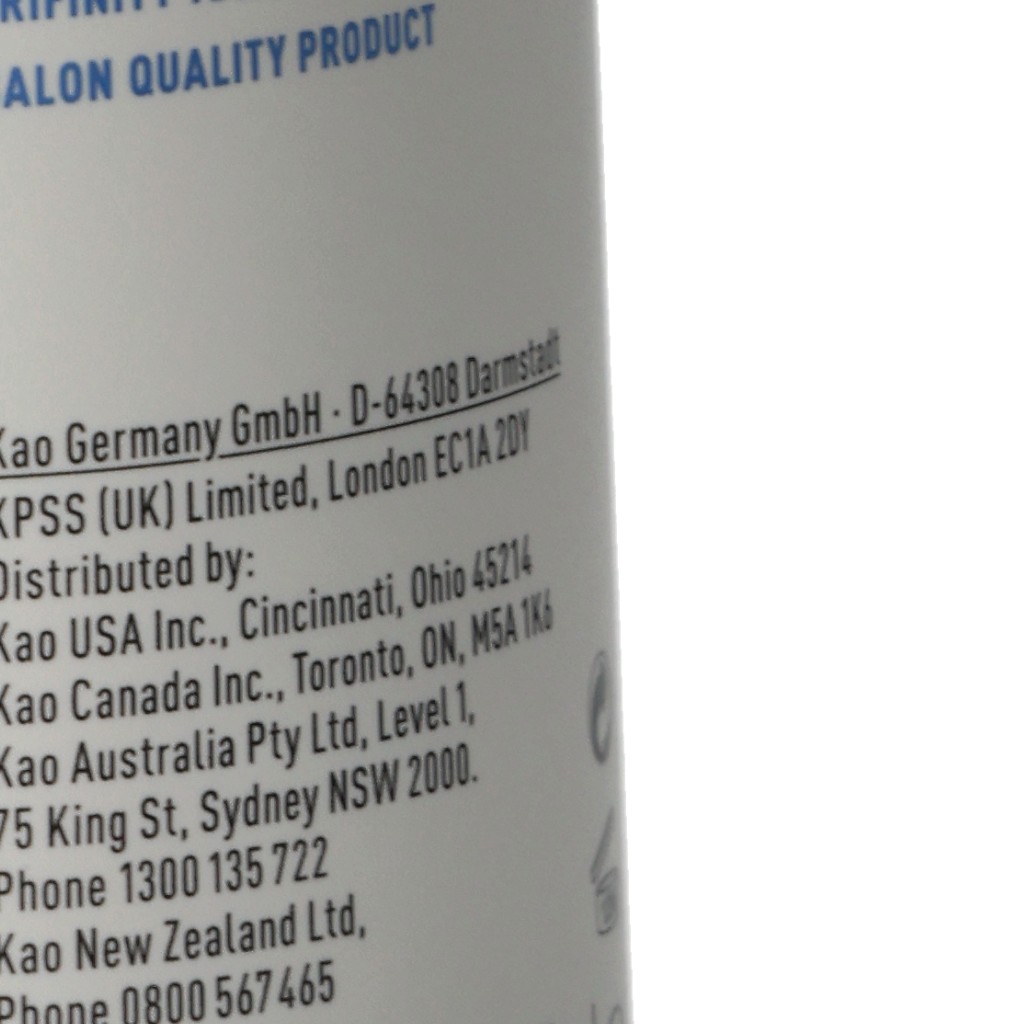 SALON QUALITY PRODUCT
Kao Germany GmbH · D-64308 Darmstadt
KPSS (UK) Limited, London EC1A 2DY
Distributed by:
Kao USA Inc., Cincinnati, Ohio 45214
Kao Canada Inc., Toronto, ON, M5A 1K6
Kao Australia Pty Ltd, Level 1,
75 King St, Sydney NSW 2000.
Phone 1300 135 722
Kao New Zealand Ltd,
Phone 0800 567 465